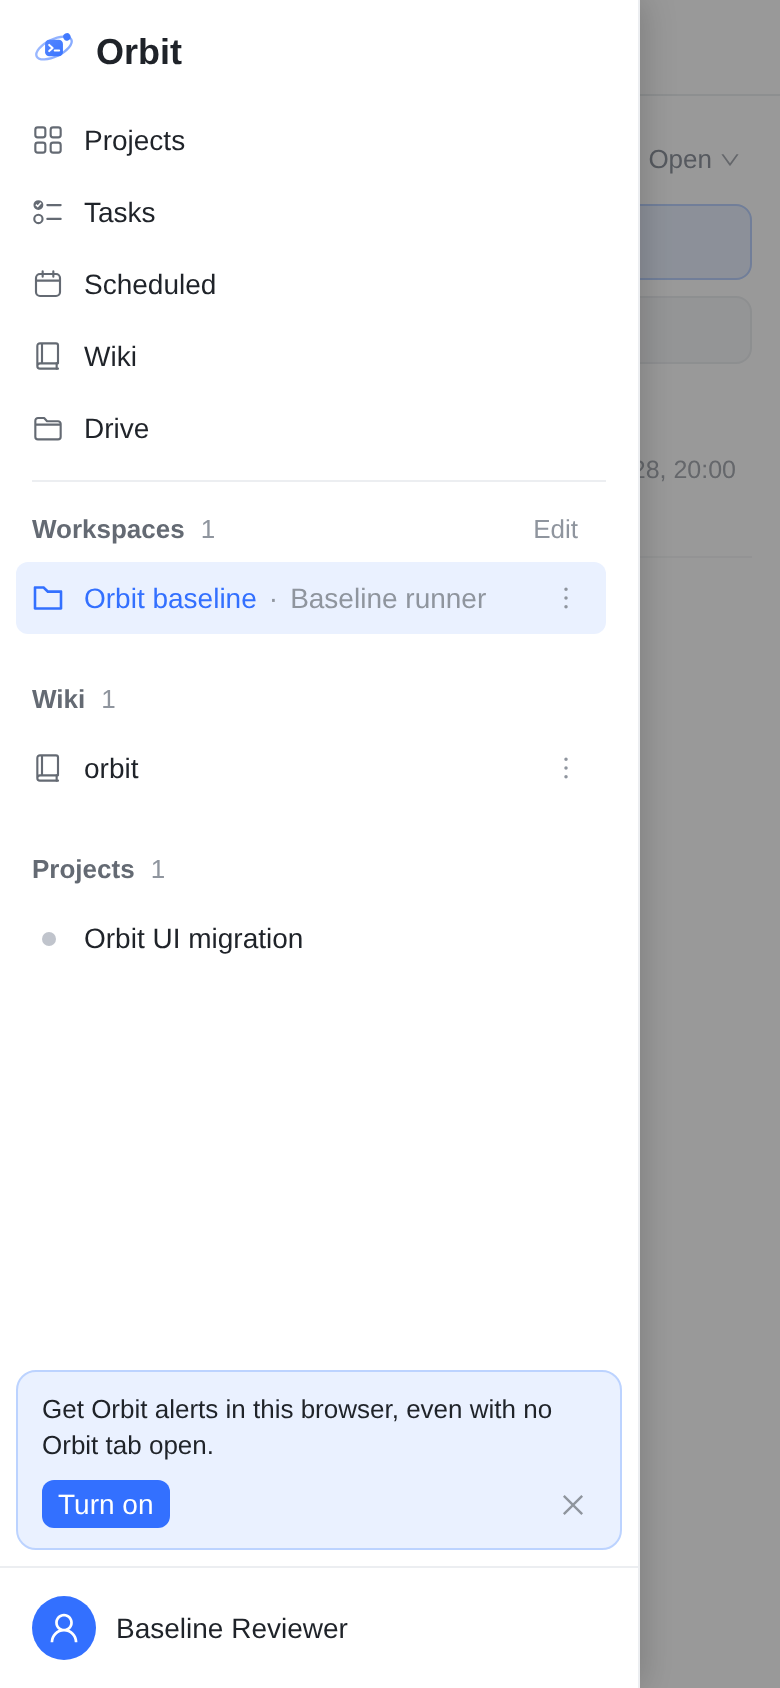 Orbit
Projects
Open
Tasks
Scheduled
Wiki
Drive
28, 20:00
Workspaces 1 Edit
Orbit baseline · Baseline runner
Wiki 1
orbit
Projects 1
Orbit UI migration
Get Orbit alerts in this browser, even with no
Orbit tab open.
Turn on
Baseline Reviewer